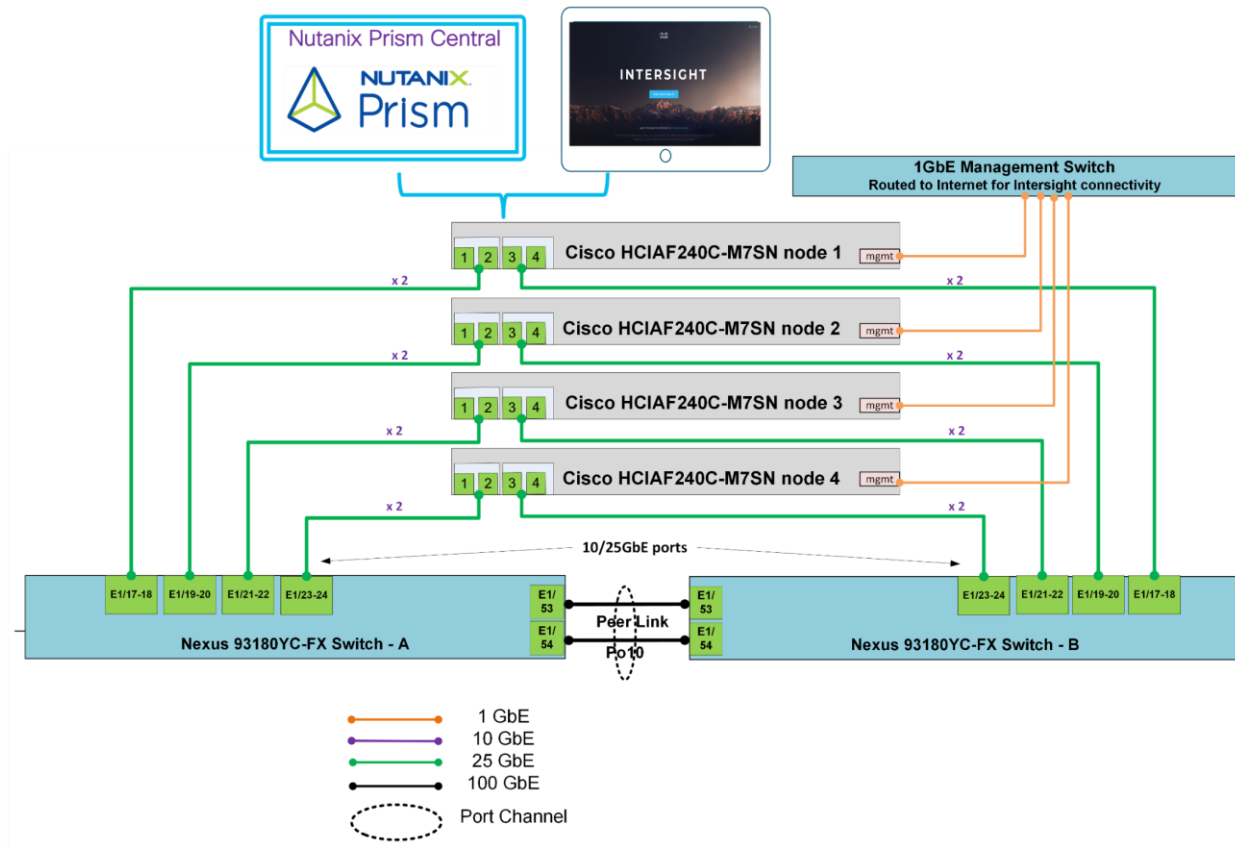 Nutanix Prism Central
NUTANIX
Prism
INTERSIGHT
1GbE Management Switch
Routed to Internet for Intersight connectivity
1 2 3 4 Cisco HCIAF240C-M7SN node 1 mgmt
x 2 x 2
1 2 3 4 Cisco HCIAF240C-M7SN node 2 mgmt
x 2 x 2
1 2 3 4 Cisco HCIAF240C-M7SN node 3 mgmt
x 2 x 2
1 2 3 4 Cisco HCIAF240C-M7SN node 4 mgmt
x 2 x 2
10/25GbE ports
E1/17-18 E1/19-20 E1/21-22 E1/23-24
E1/
53
E1/
54
Nexus 93180YC-FX Switch - A
Peer Link
Po10
E1/
53
E1/
54
E1/23-24 E1/21-22 E1/19-20 E1/17-18
Nexus 93180YC-FX Switch - B
1 GbE
10 GbE
25 GbE
100 GbE
Port Channel